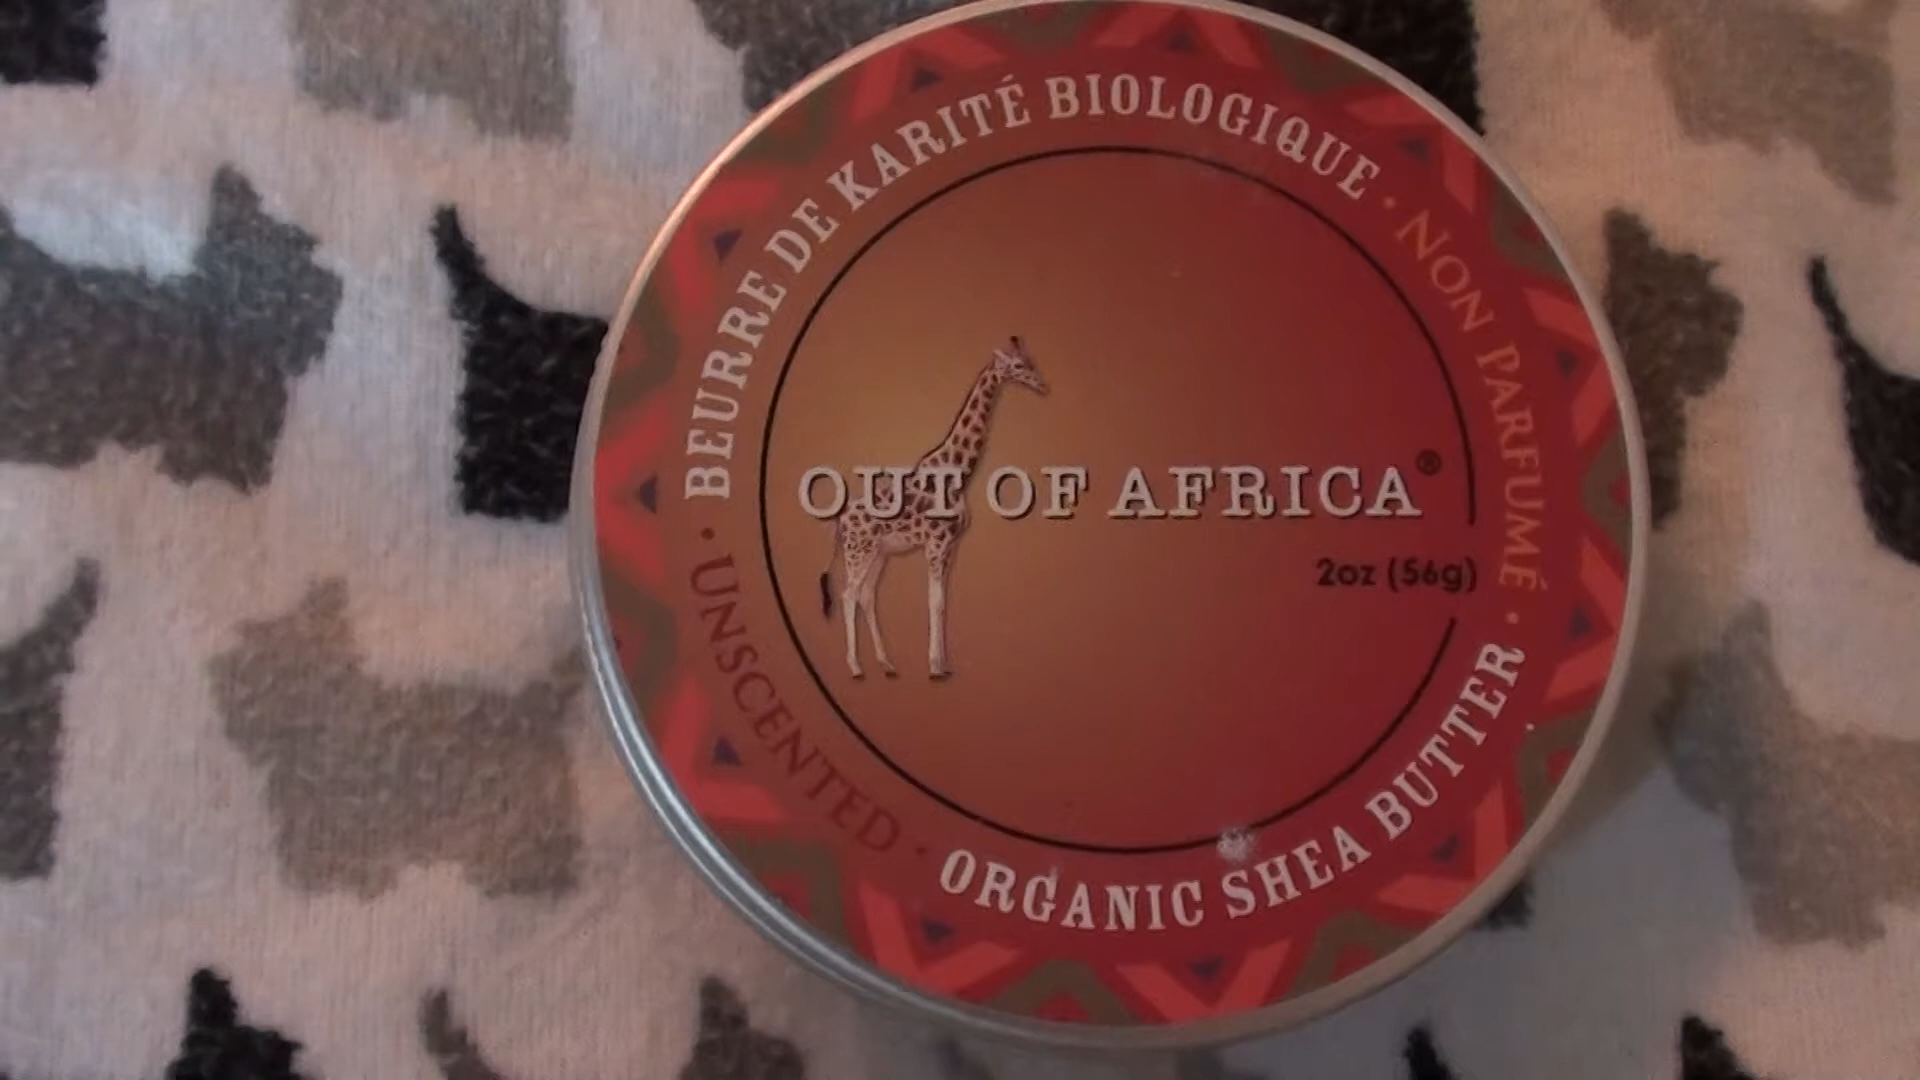 BEURRE DE KARITÉ BIOLOGIQUE · NON PARFUMÉ ·
OUT OF AFRICA®
2oz (56g)
· UNSCENTED · ORGANIC SHEA BUTTER